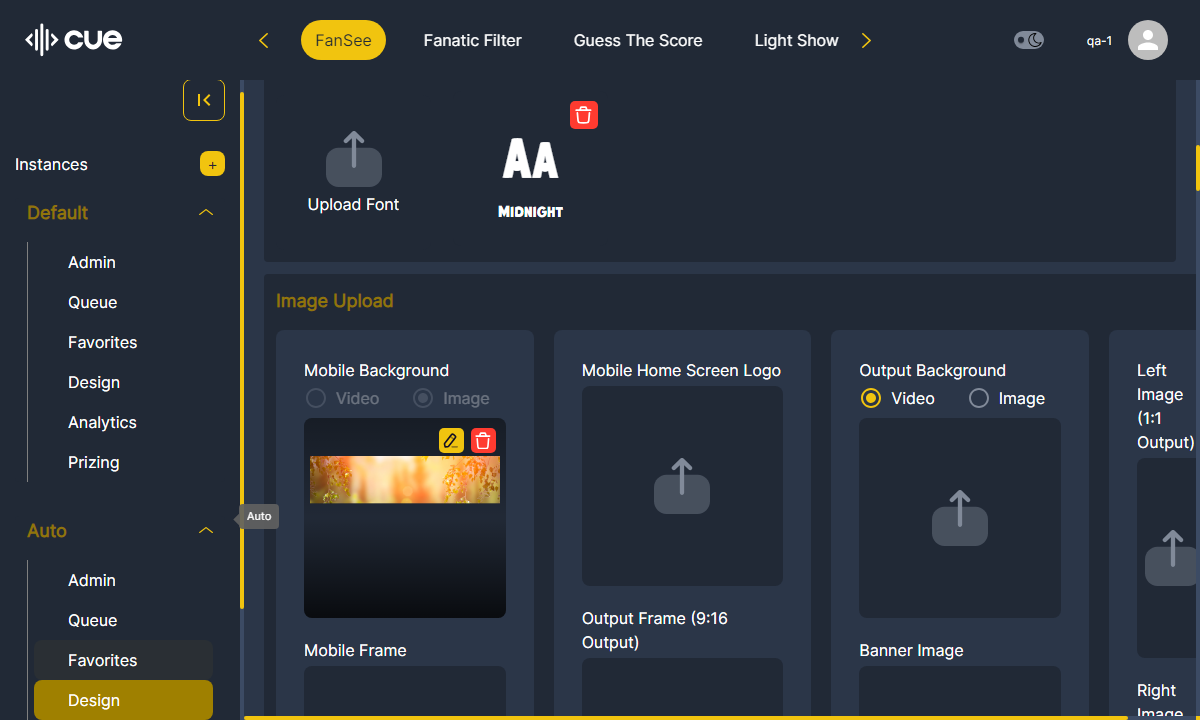 cue
FanSee
Fanatic Filter
Guess The Score
Light Show
qa-1
Instances
+
Default
Admin
Queue
Favorites
Design
Analytics
Prizing
Auto
Auto
Admin
Queue
Favorites
Design
Upload Font
AA
MIDNIGHT
Image Upload
Mobile Background
Video Image
Mobile Frame
Mobile Home Screen Logo
Output Frame (9:16
Output)
Output Background
Video Image
Banner Image
Left
Image
(1:1
Output)
Right
Image